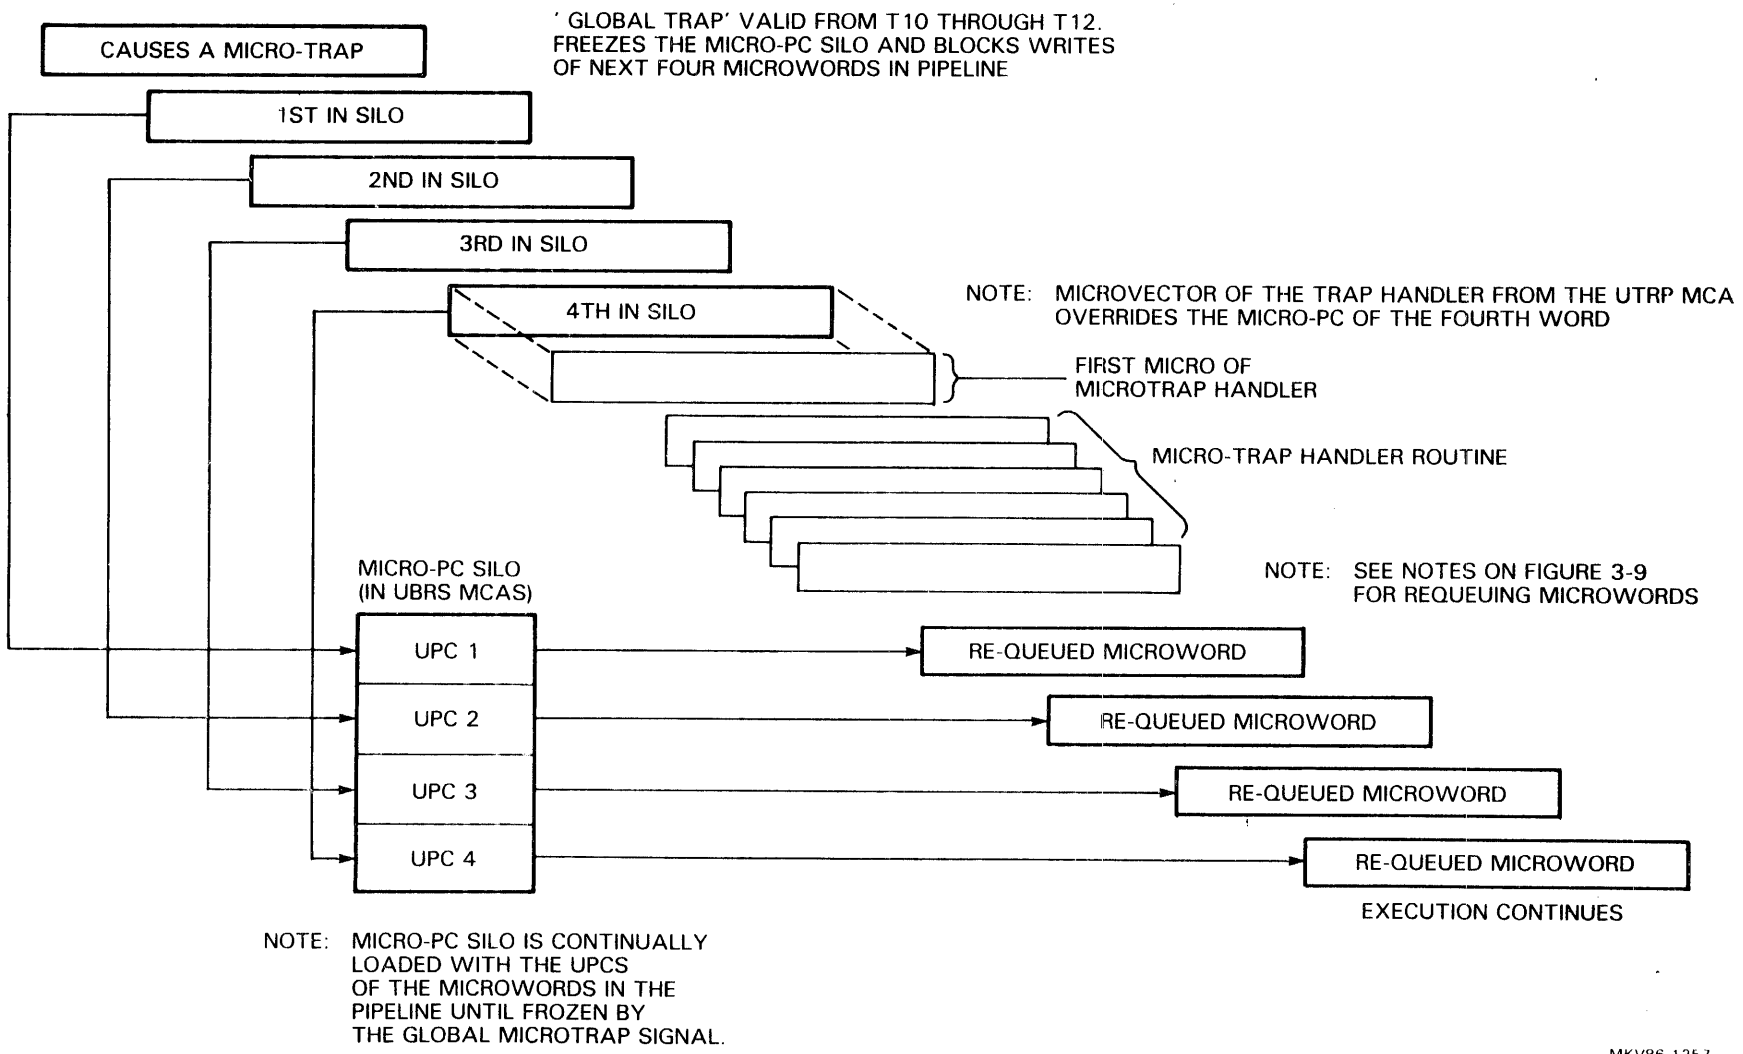 ' GLOBAL TRAP' VALID FROM T10 THROUGH T12.
FREEZES THE MICRO-PC SILO AND BLOCKS WRITES
OF NEXT FOUR MICROWORDS IN PIPELINE
CAUSES A MICRO-TRAP
1ST IN SILO
2ND IN SILO
3RD IN SILO
4TH IN SILO
NOTE: MICROVECTOR OF THE TRAP HANDLER FROM THE UTRP MCA
OVERRIDES THE MICRO-PC OF THE FOURTH WORD
FIRST MICRO OF
MICROTRAP HANDLER
MICRO-TRAP HANDLER ROUTINE
MICRO-PC SILO
(IN UBRS MCAS)
NOTE: SEE NOTES ON FIGURE 3-9
FOR REQUEUING MICROWORDS
UPC 1
RE-QUEUED MICROWORD
UPC 2
RE-QUEUED MICROWORD
UPC 3
RE-QUEUED MICROWORD
UPC 4
RE-QUEUED MICROWORD
EXECUTION CONTINUES
NOTE: MICRO-PC SILO IS CONTINUALLY
LOADED WITH THE UPCS
OF THE MICROWORDS IN THE
PIPELINE UNTIL FROZEN BY
THE GLOBAL MICROTRAP SIGNAL.